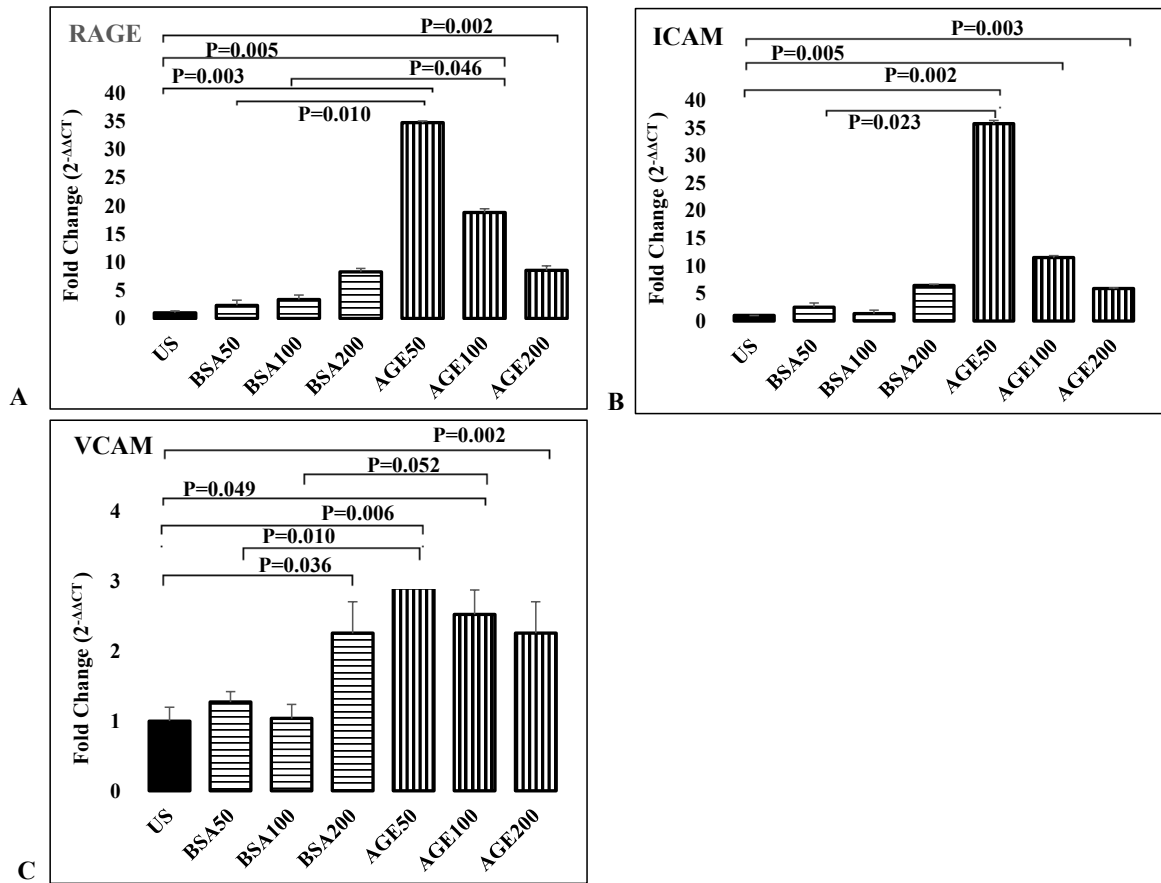 RAGE
P=0.002
P=0.005
P=0.046
P=0.003
P=0.010
Fold Change (2-ΔΔCT)
40
35
30
25
20
15
10
5
0
US
BSA50
BSA100
BSA200
AGE50
AGE100
AGE200
A
ICAM
P=0.003
P=0.005
P=0.002
P=0.023
Fold Change (2-ΔΔCT)
40
35
30
25
20
15
10
5
0
US
BSA50
BSA100
BSA200
AGE50
AGE100
AGE200
B
VCAM
P=0.002
P=0.052
P=0.049
P=0.006
P=0.010
P=0.036
Fold Change (2-ΔΔCT)
4
3
2
1
0
US
BSA50
BSA100
BSA200
AGE50
AGE100
AGE200
C